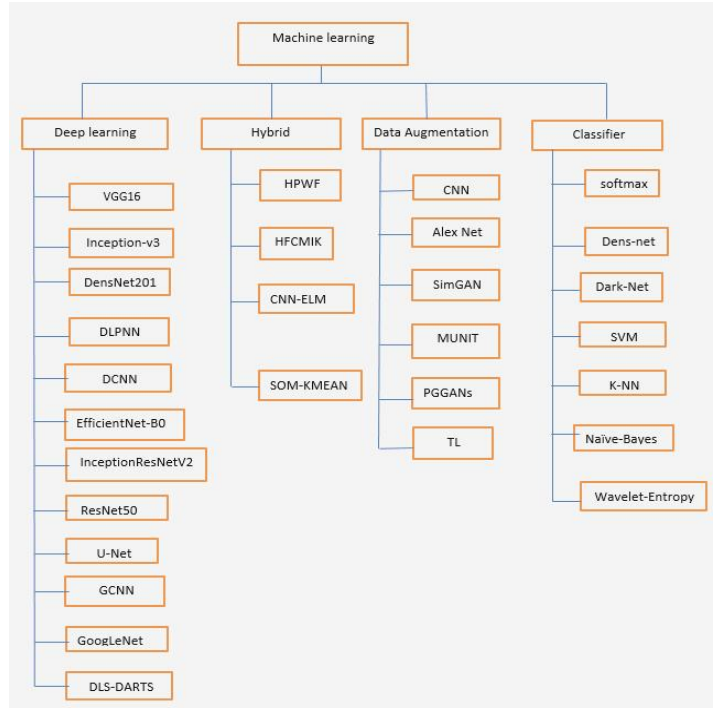 Machine learning
Deep learning
Hybrid
Data Augmentation
Classifier
VGG16
Inception-v3
DensNet201
DLPNN
DCNN
EfficientNet-B0
InceptionResNetV2
ResNet50
U-Net
GCNN
GoogLeNet
DLS-DARTS
HPWF
HFCMIK
CNN-ELM
SOM-KMEAN
CNN
Alex Net
SimGAN
MUNIT
PGGANs
TL
softmax
Dens-net
Dark-Net
SVM
K-NN
Naïve-Bayes
Wavelet-Entropy